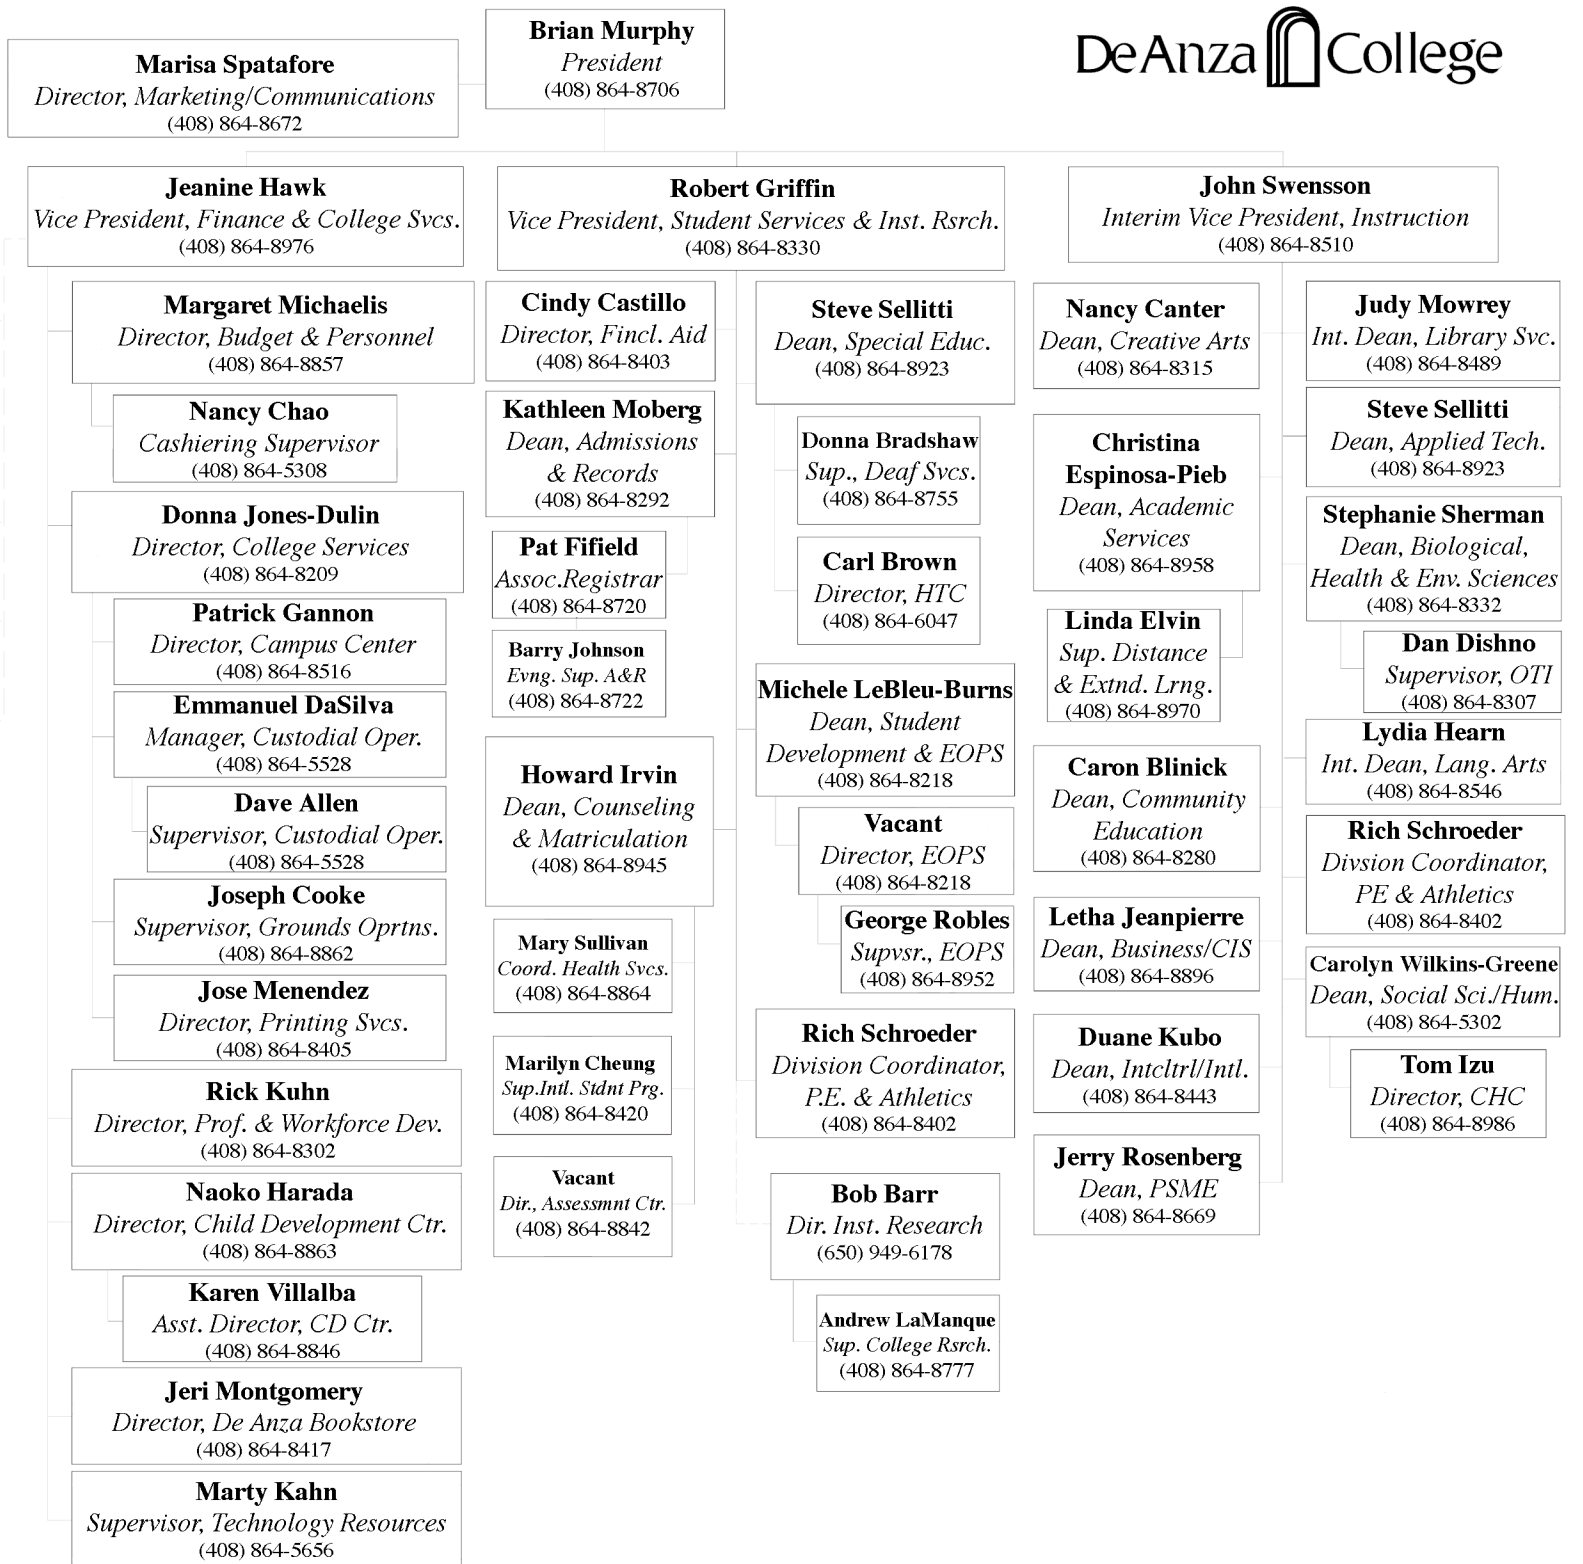 Brian Murphy
President
(408) 864-8706
De Anza College
Marisa Spatafore
Director, Marketing/Communications
(408) 864-8672
Jeanine Hawk
Vice President, Finance & College Svcs.
(408) 864-8976
Margaret Michaelis
Director, Budget & Personnel
(408) 864-8857
Nancy Chao
Cashiering Supervisor
(408) 864-5308
Donna Jones-Dulin
Director, College Services
(408) 864-8209
Patrick Gannon
Director, Campus Center
(408) 864-8516
Emmanuel DaSilva
Manager, Custodial Oper.
(408) 864-5528
Dave Allen
Supervisor, Custodial Oper.
(408) 864-5528
Joseph Cooke
Supervisor, Grounds Oprtns.
(408) 864-8862
Jose Menendez
Director, Printing Svcs.
(408) 864-8405
Rick Kuhn
Director, Prof. & Workforce Dev.
(408) 864-8302
Naoko Harada
Director, Child Development Ctr.
(408) 864-8863
Karen Villalba
Asst. Director, CD Ctr.
(408) 864-8846
Jeri Montgomery
Director, De Anza Bookstore
(408) 864-8417
Marty Kahn
Supervisor, Technology Resources
(408) 864-5656
Robert Griffin
Vice President, Student Services & Inst. Rsrch.
(408) 864-8330
Cindy Castillo
Director, Fincl. Aid
(408) 864-8403
Kathleen Moberg
Dean, Admissions
& Records
(408) 864-8292
Pat Fifield
Assoc.Registrar
(408) 864-8720
Barry Johnson
Evng. Sup. A&R
(408) 864-8722
Howard Irvin
Dean, Counseling
& Matriculation
(408) 864-8945
Mary Sullivan
Coord. Health Svcs.
(408) 864-8864
Marilyn Cheung
Sup.Intl. Stdnt Prg.
(408) 864-8420
Vacant
Dir., Assessmnt Ctr.
(408) 864-8842
Steve Sellitti
Dean, Special Educ.
(408) 864-8923
Donna Bradshaw
Sup., Deaf Svcs.
(408) 864-8755
Carl Brown
Director, HTC
(408) 864-6047
Michele LeBleu-Burns
Dean, Student
Development & EOPS
(408) 864-8218
Vacant
Director, EOPS
(408) 864-8218
George Robles
Supvsr., EOPS
(408) 864-8952
Rich Schroeder
Division Coordinator,
P.E. & Athletics
(408) 864-8402
Bob Barr
Dir. Inst. Research
(650) 949-6178
Andrew LaManque
Sup. College Rsrch.
(408) 864-8777
John Swensson
Interim Vice President, Instruction
(408) 864-8510
Nancy Canter
Dean, Creative Arts
(408) 864-8315
Christina
Espinosa-Pieb
Dean, Academic
Services
(408) 864-8958
Linda Elvin
Sup. Distance
& Extnd. Lrng.
(408) 864-8970
Caron Blinick
Dean, Community
Education
(408) 864-8280
Letha Jeanpierre
Dean, Business/CIS
(408) 864-8896
Duane Kubo
Dean, Intcltrl/Intl.
(408) 864-8443
Jerry Rosenberg
Dean, PSME
(408) 864-8669
Judy Mowrey
Int. Dean, Library Svc.
(408) 864-8489
Steve Sellitti
Dean, Applied Tech.
(408) 864-8923
Stephanie Sherman
Dean, Biological,
Health & Env. Sciences
(408) 864-8332
Dan Dishno
Supervisor, OTI
(408) 864-8307
Lydia Hearn
Int. Dean, Lang. Arts
(408) 864-8546
Rich Schroeder
Divsion Coordinator,
PE & Athletics
(408) 864-8402
Carolyn Wilkins-Greene
Dean, Social Sci./Hum.
(408) 864-5302
Tom Izu
Director, CHC
(408) 864-8986